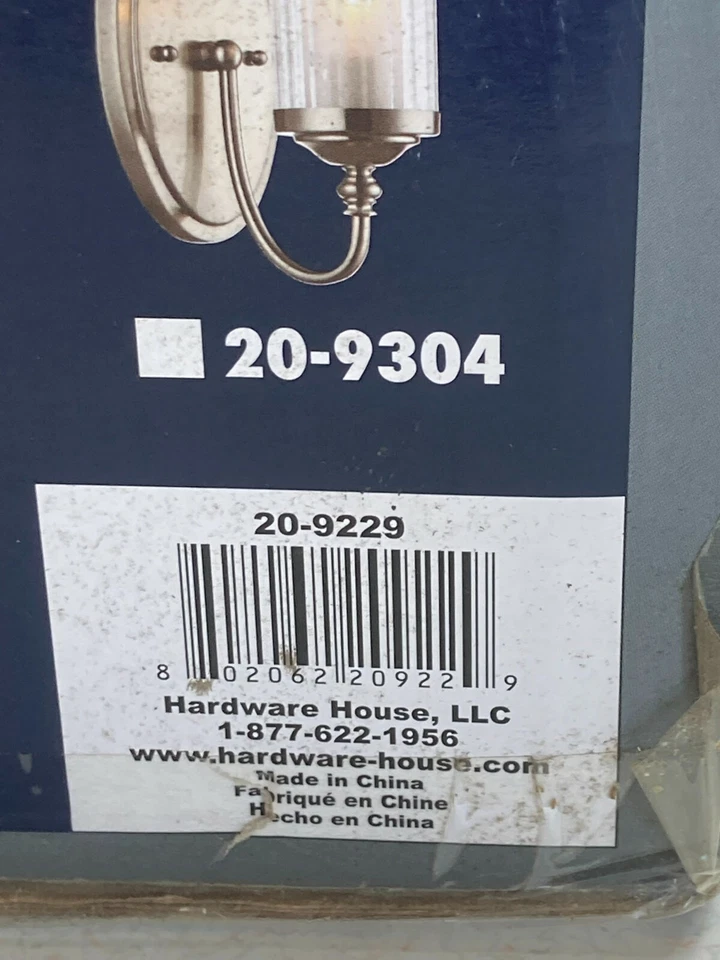 20-9304
20-9229
8 02062 20922 9
Hardware House, LLC
1-877-622-1956
www.hardware-house.com
Made in China
Fabriqué en Chine
Hecho en China